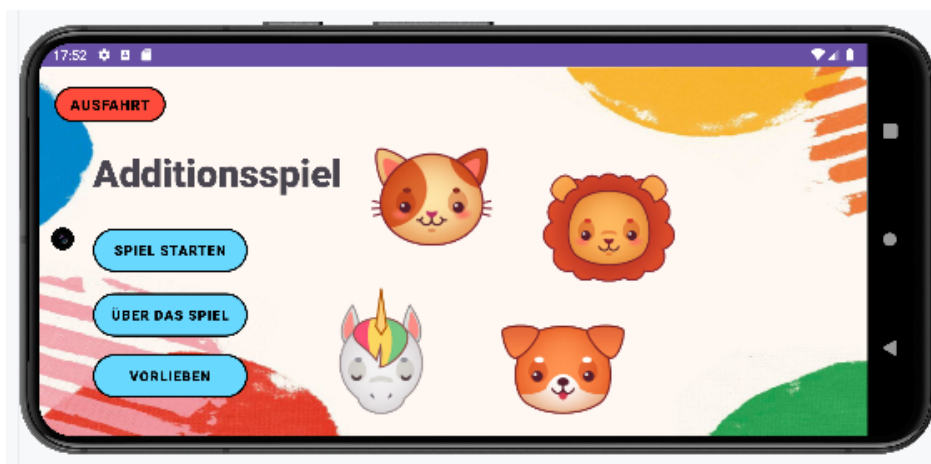 17:52
AUSFAHRT
Additionsspiel
SPIEL STARTEN
ÜBER DAS SPIEL
VORLIEBEN